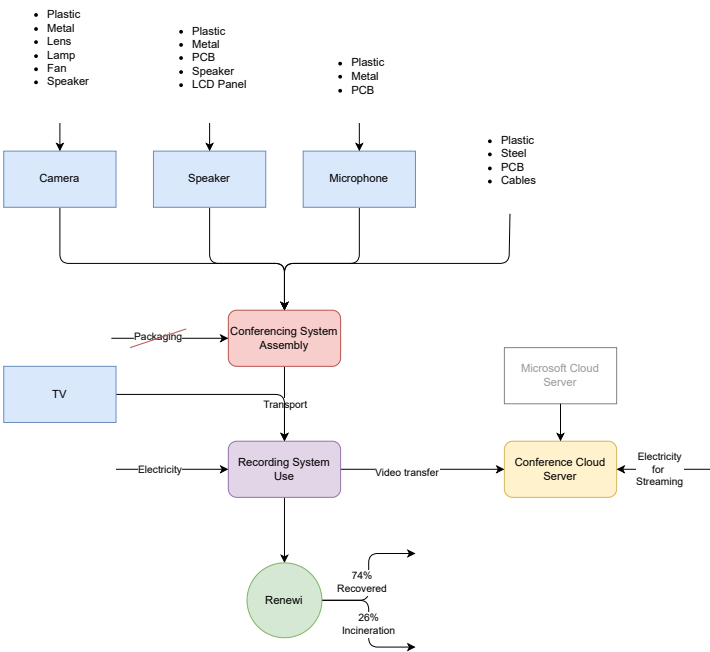 Plastic
Metal
Lens
Lamp
Fan
Speaker
Plastic
Metal
PCB
Speaker
LCD Panel
Plastic
Metal
PCB
Plastic
Steel
PCB
Cables
Camera
Speaker
Microphone
Packaging
Conferencing System
Assembly
TV
Transport
Microsoft Cloud
Server
Electricity
Recording System
Use
Video transfer
Conference Cloud
Server
Electricity
for
Streaming
Renewi
74%
Recovered
26%
Incineration